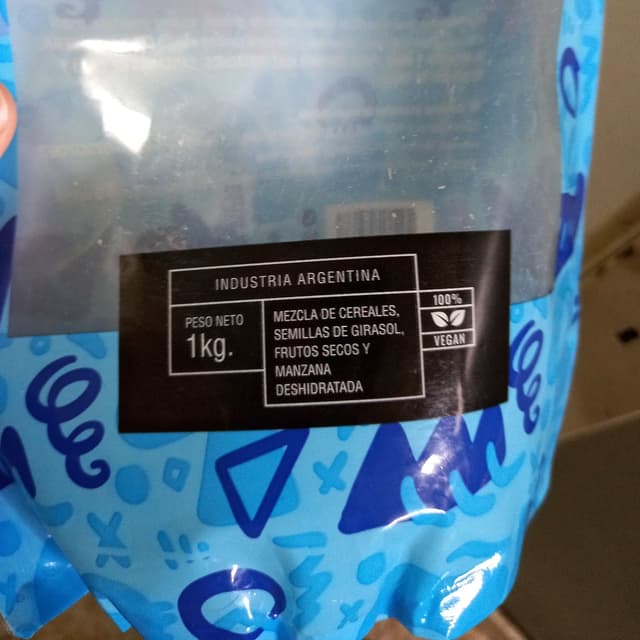 INDUSTRIA ARGENTINA
PESO NETO
1kg.
MEZCLA DE CEREALES,
SEMILLAS DE GIRASOL,
FRUTOS SECOS Y
MANZANA
DESHIDRATADA
100%
VEGAN